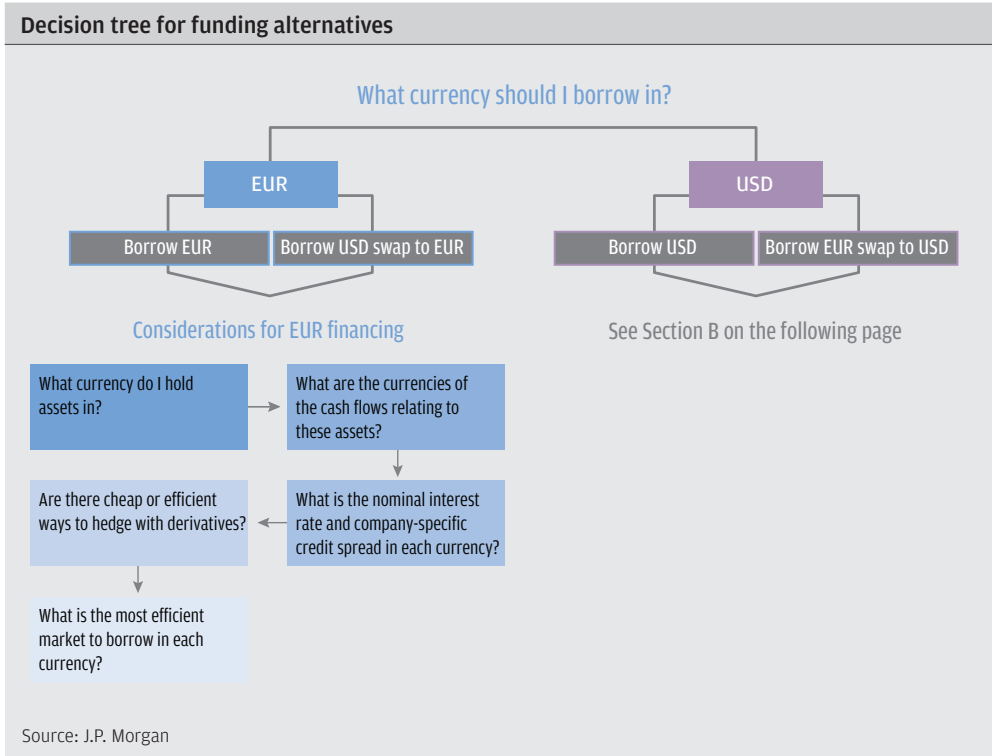 Decision tree for funding alternatives
What currency should I borrow in?
EUR
USD
Borrow EUR
Borrow USD swap to EUR
Borrow USD
Borrow EUR swap to USD
Considerations for EUR financing
See Section B on the following page
What currency do I hold
assets in?
What are the currencies of
the cash flows relating to
these assets?
What is the nominal interest
rate and company-specific
credit spread in each currency?
Are there cheap or efficient
ways to hedge with derivatives?
What is the most efficient
market to borrow in each
currency?
Source: J.P. Morgan